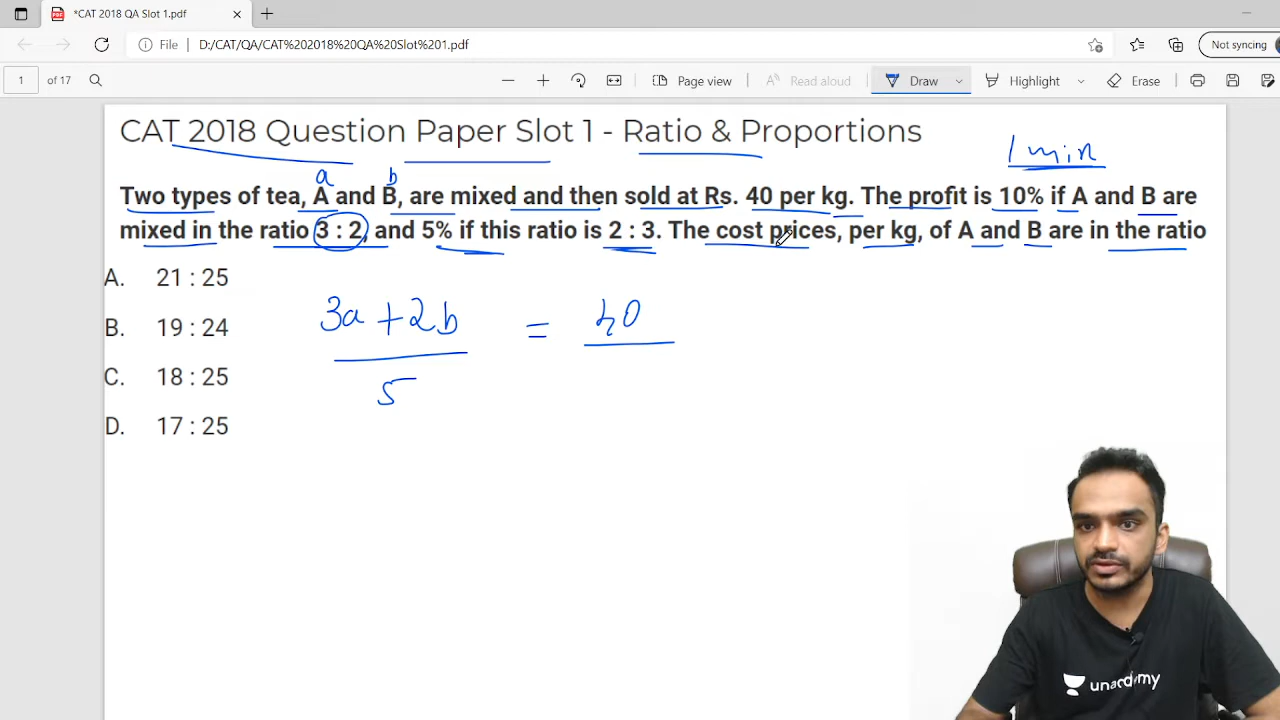 *CAT 2018 QA Slot 1.pdf
File
D:/CAT/QA/CAT%202018%20QA%20Slot%201.pdf
Not syncing
1 of 17
Page view
Read aloud
Draw
Highlight
Erase
CAT 2018 Question Paper Slot 1 - Ratio & Proportions
1 min
a b
Two types of tea, A and B, are mixed and then sold at Rs. 40 per kg. The profit is 10% if A and B are
mixed in the ratio 3 : 2, and 5% if this ratio is 2 : 3. The cost prices, per kg, of A and B are in the ratio
A. 21 : 25
B. 19 : 24
C. 18 : 25
D. 17 : 25
3a + 2b = 40
5
unacademy